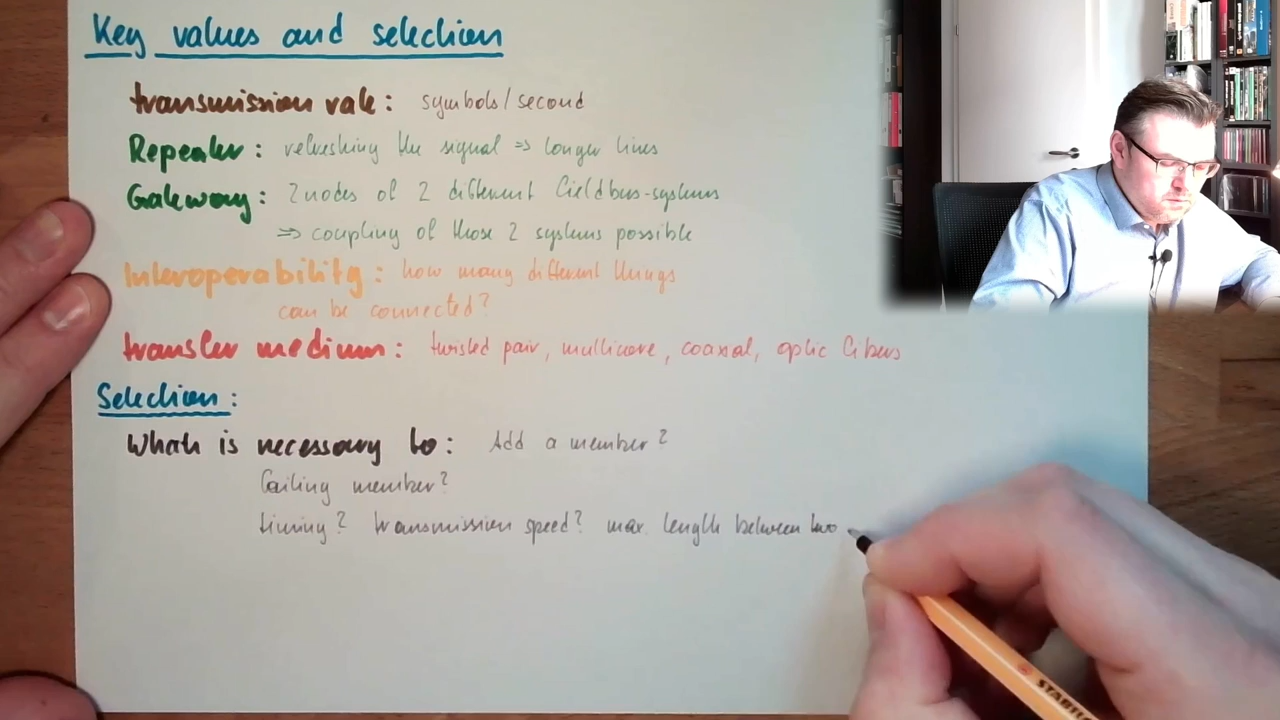 Key values and selection
transmission rate: symbols/second
Repeater: refreshing the signal => longer lines
Gateway: 2 nodes of 2 different fieldbus-systems
=> coupling of those 2 systems possible
Interoperability: how many different things
can be connected?
transfer medium: twisted pair, multicore, coaxal, optic fibers
Selection:
What is necessary to: Add a member?
failing member?
timing? transmission speed? max. length between two
STABILO